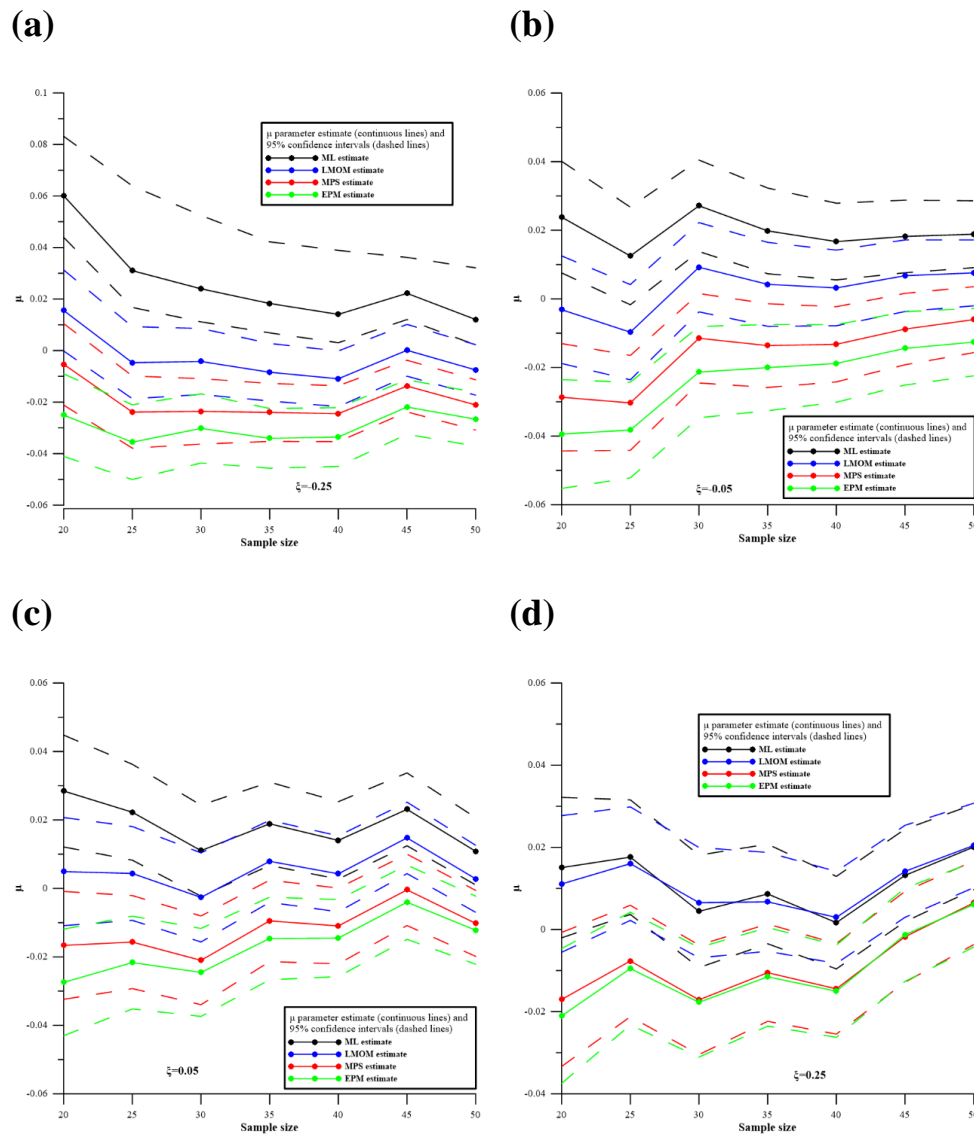 (a)
0.1
0.08
0.06
0.04
0.02
0
-0.02
-0.04
-0.06
μ
μ parameter estimate (continuous lines) and
95% confidence intervals (dashed lines)
ML estimate
LMOM estimate
MPS estimate
EPM estimate
ξ=-0.25
20 25 30 35 40 45 50
Sample size
(b)
0.06
0.04
0.02
0
-0.02
-0.04
-0.06
μ
μ parameter estimate (continuous lines) and
95% confidence intervals (dashed lines)
ML estimate
LMOM estimate
MPS estimate
EPM estimate
ξ=-0.05
20 25 30 35 40 45 50
Sample size
(c)
0.06
0.04
0.02
0
-0.02
-0.04
-0.06
μ
μ parameter estimate (continuous lines) and
95% confidence intervals (dashed lines)
ML estimate
LMOM estimate
MPS estimate
EPM estimate
ξ=0.05
20 25 30 35 40 45 50
Sample size
(d)
0.06
0.04
0.02
0
-0.02
-0.04
μ
μ parameter estimate (continuous lines) and
95% confidence intervals (dashed lines)
ML estimate
LMOM estimate
MPS estimate
EPM estimate
ξ=0.25
20 25 30 35 40 45 50
Sample size